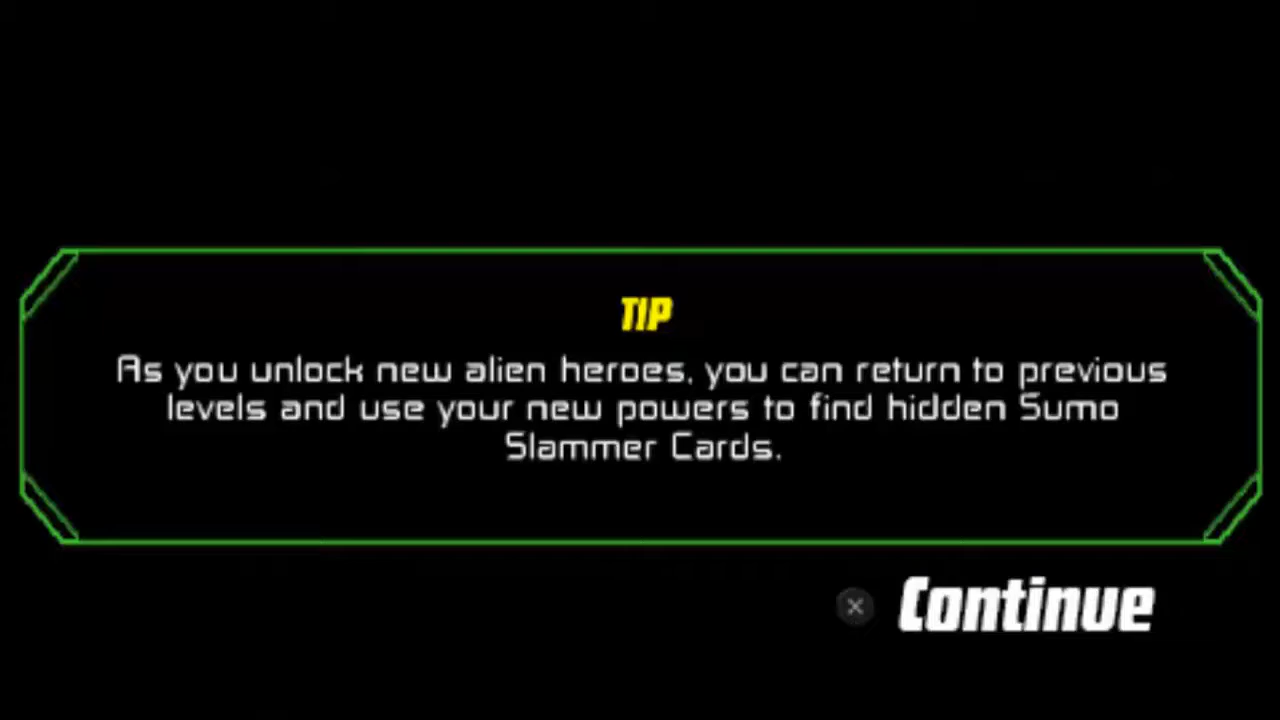 TIP
As you unlock new alien heroes, you can return to previous
levels and use your new powers to find hidden Sumo
Slammer Cards.
Continue